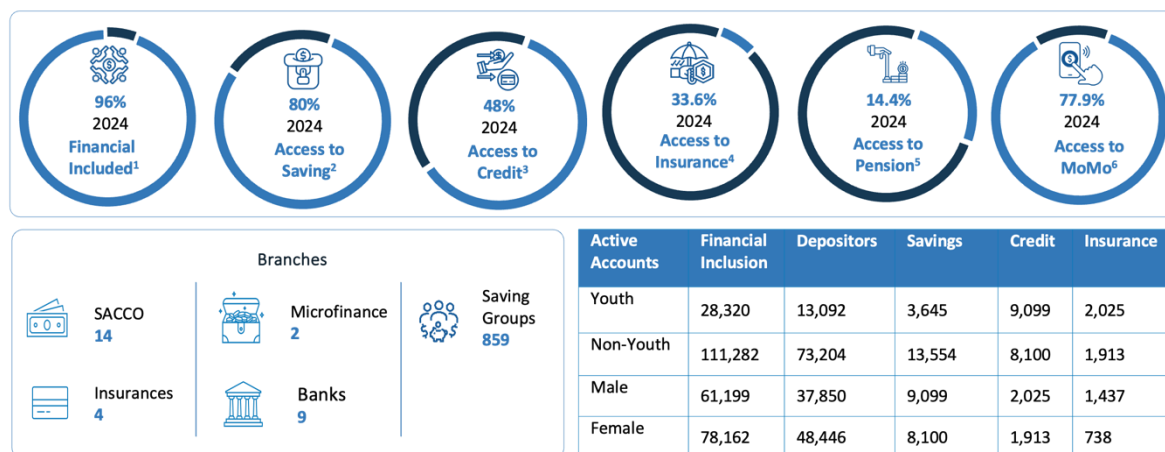 96%
2024
Financial
Included¹
80%
2024
Access to
Saving²
48%
2024
Access to
Credit³
33.6%
2024
Access to
Insurance⁴
14.4%
2024
Access to
Pension⁵
77.9%
2024
Access to
MoMo⁶
Branches
SACCO
14
Microfinance
2
Saving
Groups
859
Insurances
4
Banks
9
Active Accounts Financial Inclusion Depositors Savings Credit Insurance
Youth 28,320 13,092 3,645 9,099 2,025
Non-Youth 111,282 73,204 13,554 8,100 1,913
Male 61,199 37,850 9,099 2,025 1,437
Female 78,162 48,446 8,100 1,913 738